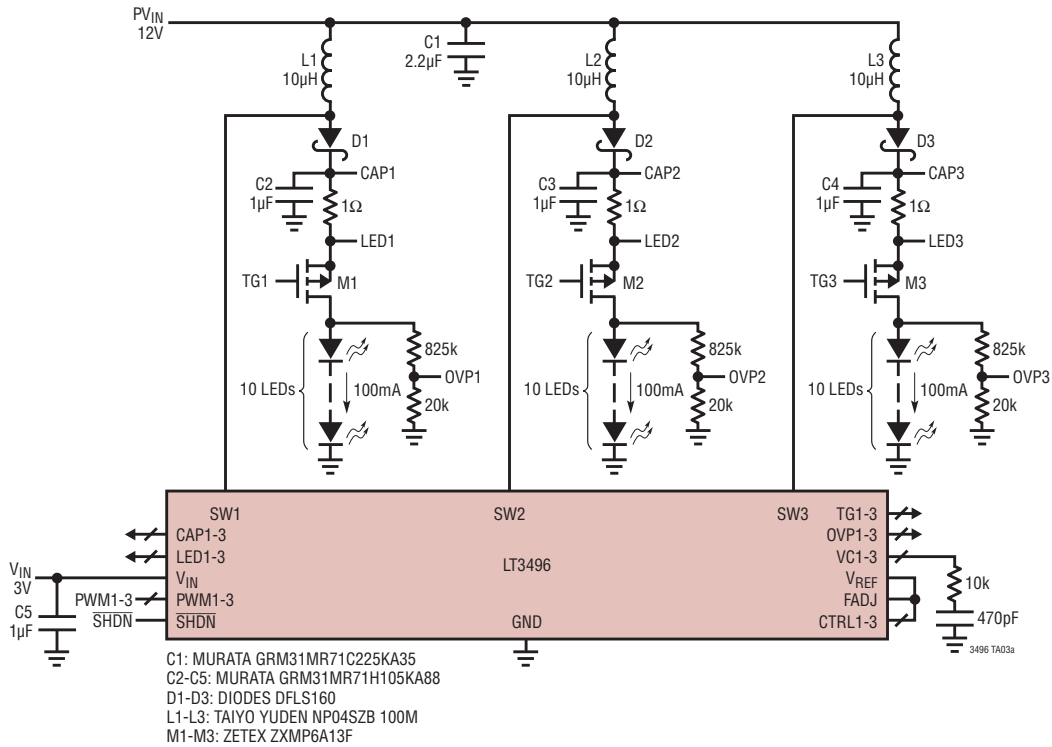 PVIN
12V
C1
2.2µF
L1
10µH
L2
10µH
L3
10µH
D1
D2
D3
CAP1
CAP2
CAP3
C2
1µF
C3
1µF
C4
1µF
1Ω
1Ω
1Ω
LED1
LED2
LED3
TG1
M1
TG2
M2
TG3
M3
825k
825k
825k
10 LEDs
100mA
OVP1
10 LEDs
100mA
OVP2
10 LEDs
100mA
OVP3
20k
20k
20k
SW1
SW2
SW3
TG1-3
CAP1-3
OVP1-3
LED1-3
VC1-3
LT3496
VIN
3V
VIN
VREF
10k
PWM1-3
PWM1-3
FADJ
C5
1µF
SHDN
SHDN
GND
CTRL1-3
470pF
3496 TA03a
C1: MURATA GRM31MR71C225KA35
C2-C5: MURATA GRM31MR71H105KA88
D1-D3: DIODES DFLS160
L1-L3: TAIYO YUDEN NP04SZB 100M
M1-M3: ZETEX ZXMP6A13F